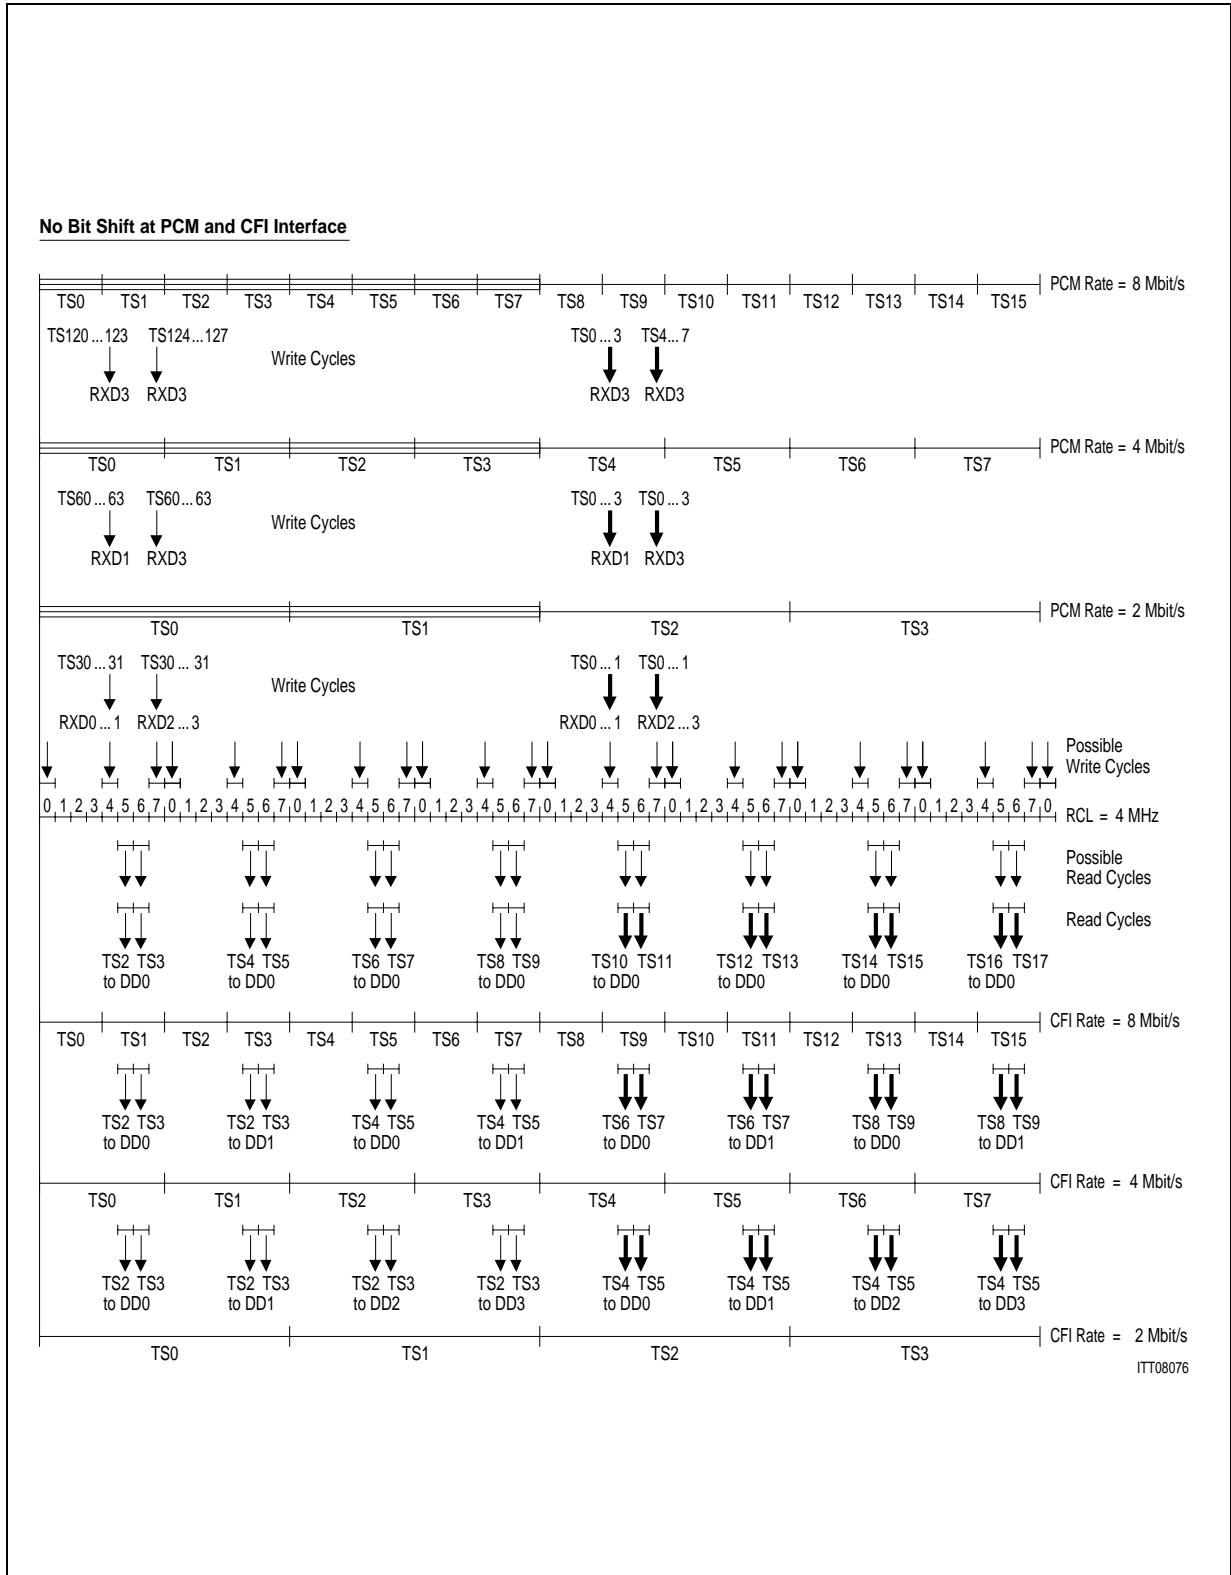 No Bit Shift at PCM and CFI Interface
PCM Rate = 8 Mbit/s
TS0 TS1 TS2 TS3 TS4 TS5 TS6 TS7 TS8 TS9 TS10 TS11 TS12 TS13 TS14 TS15
TS120 ... 123 TS124 ... 127 TS0 ... 3 TS4 ... 7
Write Cycles
RXD3 RXD3 RXD3 RXD3
PCM Rate = 4 Mbit/s
TS0 TS1 TS2 TS3 TS4 TS5 TS6 TS7
TS60 ... 63 TS60 ... 63 TS0 ... 3 TS0 ... 3
Write Cycles
RXD1 RXD3 RXD1 RXD3
PCM Rate = 2 Mbit/s
TS0 TS1 TS2 TS3
TS30 ... 31 TS30 ... 31 TS0 ... 1 TS0 ... 1
Write Cycles
RXD0 ... 1 RXD2 ... 3 RXD0 ... 1 RXD2 ... 3
Possible
Write Cycles
0 1 2 3 4 5 6 7 0 1 2 3 4 5 6 7 0 1 2 3 4 5 6 7 0 1 2 3 4 5 6 7 0 1 2 3 4 5 6 7 0 1 2 3 4 5 6 7 0 1 2 3 4 5 6 7 0 1 2 3 4 5 6 7 0 RCL = 4 MHz
Possible
Read Cycles
Read Cycles
TS2 TS3 TS4 TS5 TS6 TS7 TS8 TS9 TS10 TS11 TS12 TS13 TS14 TS15 TS16 TS17
to DD0 to DD0 to DD0 to DD0 to DD0 to DD0 to DD0 to DD0
CFI Rate = 8 Mbit/s
TS0 TS1 TS2 TS3 TS4 TS5 TS6 TS7 TS8 TS9 TS10 TS11 TS12 TS13 TS14 TS15
TS2 TS3 TS2 TS3 TS4 TS5 TS4 TS5 TS6 TS7 TS6 TS7 TS8 TS9 TS8 TS9
to DD0 to DD1 to DD0 to DD1 to DD0 to DD1 to DD0 to DD1
CFI Rate = 4 Mbit/s
TS0 TS1 TS2 TS3 TS4 TS5 TS6 TS7
TS2 TS3 TS2 TS3 TS2 TS3 TS2 TS3 TS4 TS5 TS4 TS5 TS4 TS5 TS4 TS5
to DD0 to DD1 to DD2 to DD3 to DD0 to DD1 to DD2 to DD3
CFI Rate = 2 Mbit/s
TS0 TS1 TS2 TS3
ITT08076